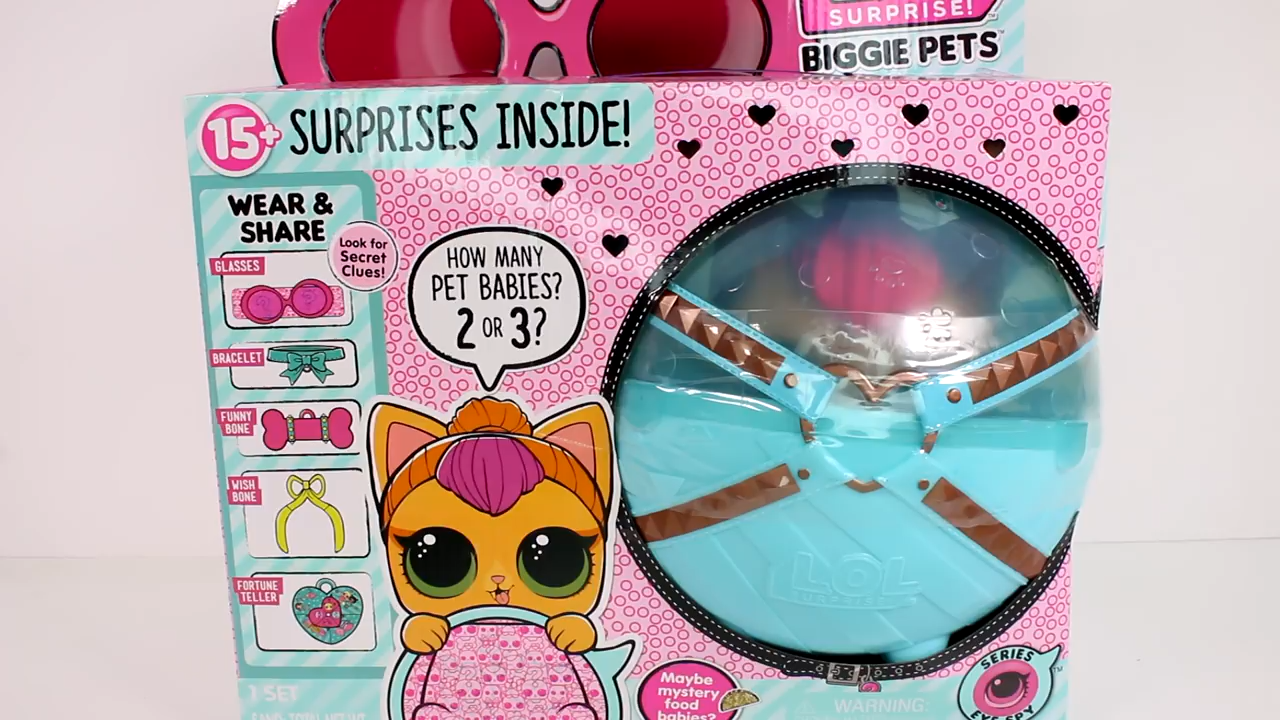 SURPRISE!
BIGGIE PETS
15+ SURPRISES INSIDE!
WEAR &
SHARE
Look for
Secret
Clues!
GLASSES
BRACELET
FUNNY
BONE
WISH
BONE
FORTUNE
TELLER
HOW MANY
PET BABIES?
2 OR 3?
L.O.L
SURPRISE!
Maybe
mystery
food
babies?
SERIES
EYE SPY
TM
1 SET
WARNING: